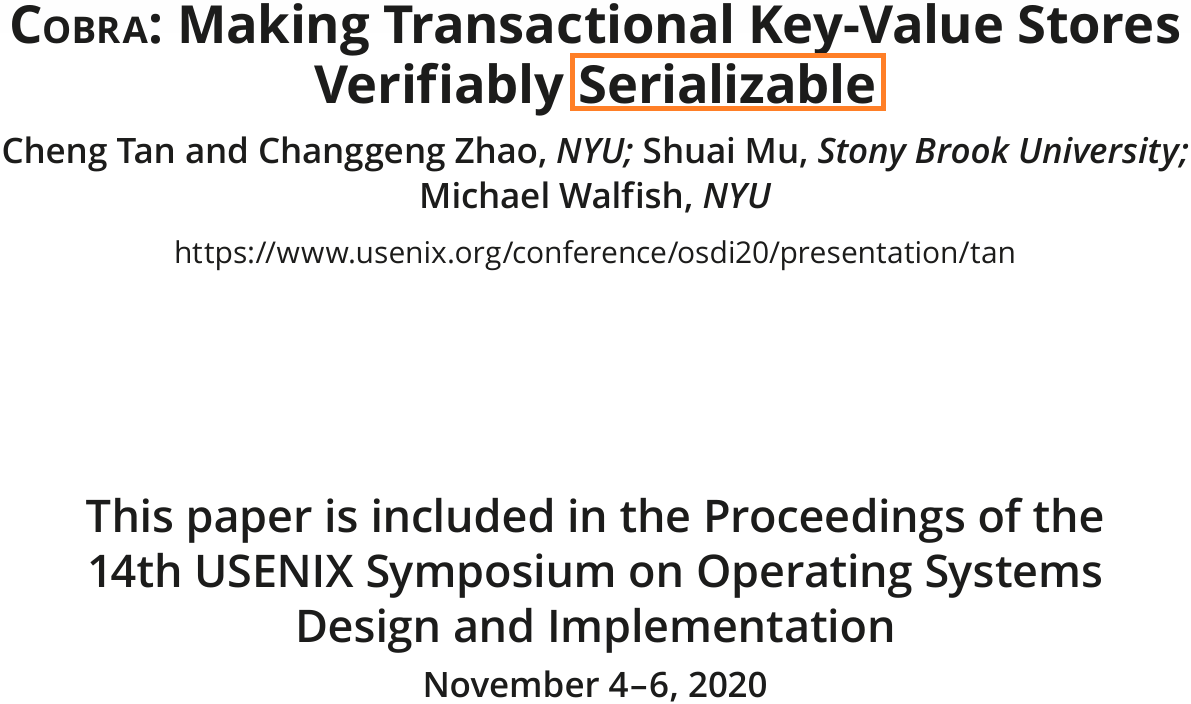 COBRA: Making Transactional Key-Value Stores
Verifiably Serializable
Cheng Tan and Changgeng Zhao, NYU; Shuai Mu, Stony Brook University;
Michael Walfish, NYU
https://www.usenix.org/conference/osdi20/presentation/tan
This paper is included in the Proceedings of the
14th USENIX Symposium on Operating Systems
Design and Implementation
November 4–6, 2020